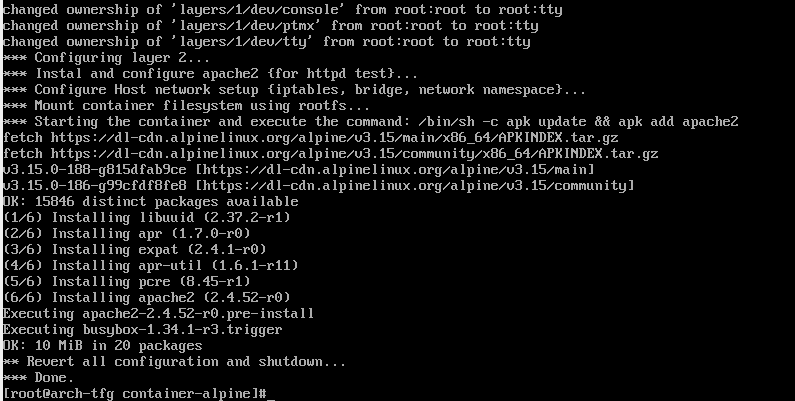 changed ownership of 'layers/1/dev/console' from root:root to root:tty
changed ownership of 'layers/1/dev/ptmx' from root:root to root:tty
changed ownership of 'layers/1/dev/tty' from root:root to root:tty
*** Configuring layer 2...
*** Instal and configure apache2 {for httpd test}...
*** Configure Host network setup {iptables, bridge, network namespace}...
*** Mount container filesystem using rootfs...
*** Starting the container and execute the command: /bin/sh -c apk update && apk add apache2
fetch https://dl-cdn.alpinelinux.org/alpine/v3.15/main/x86_64/APKINDEX.tar.gz
fetch https://dl-cdn.alpinelinux.org/alpine/v3.15/community/x86_64/APKINDEX.tar.gz
v3.15.0-188-g815dfab9ce [https://dl-cdn.alpinelinux.org/alpine/v3.15/main]
v3.15.0-186-g99cfdf8fe8 [https://dl-cdn.alpinelinux.org/alpine/v3.15/community]
OK: 15846 distinct packages available
(1/6) Installing libuuid (2.37.2-r1)
(2/6) Installing apr (1.7.0-r0)
(3/6) Installing expat (2.4.1-r0)
(4/6) Installing apr-util (1.6.1-r11)
(5/6) Installing pcre (8.45-r1)
(6/6) Installing apache2 (2.4.52-r0)
Executing apache2-2.4.52-r0.pre-install
Executing busybox-1.34.1-r3.trigger
OK: 10 MiB in 20 packages
** Revert all configuration and shutdown...
*** Done.
[root@arch-tfg container-alpine]#_